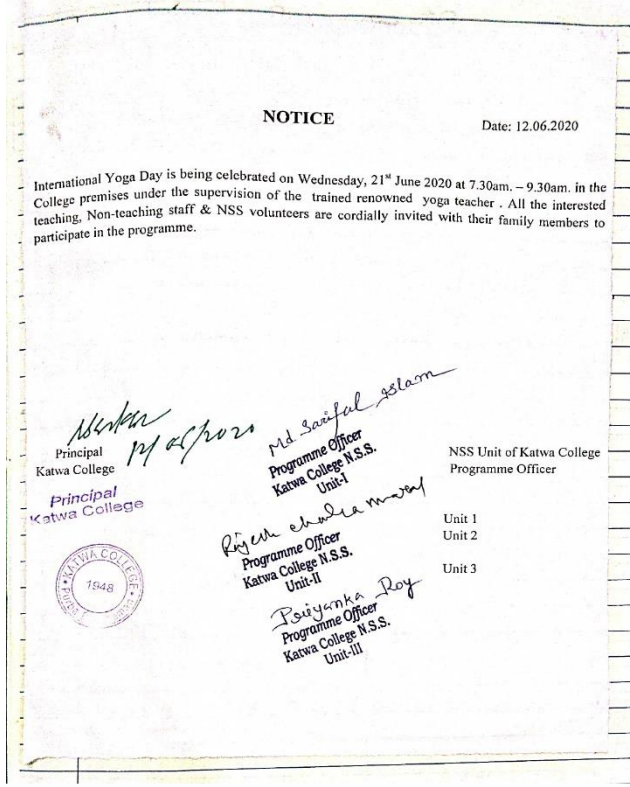 NOTICE
Date: 12.06.2020
International Yoga Day is being celebrated on Wednesday, 21st June 2020 at 7.30am. – 9.30am. in the
College premises under the supervision of the trained renowned yoga teacher . All the interested
teaching, Non-teaching staff & NSS volunteers are cordially invited with their family members to
participate in the programme.
12/06/2020
Principal
Katwa College
Principal
Katwa College
KATWA COLLEGE
1948
Md Sariful Islam
Programme Officer
Katwa College N.S.S.
Unit-I
Programme Officer
Katwa College N.S.S.
Unit-II
Priyanka Roy
Programme Officer
Katwa College N.S.S.
Unit-III
NSS Unit of Katwa College
Programme Officer
Unit 1
Unit 2
Unit 3